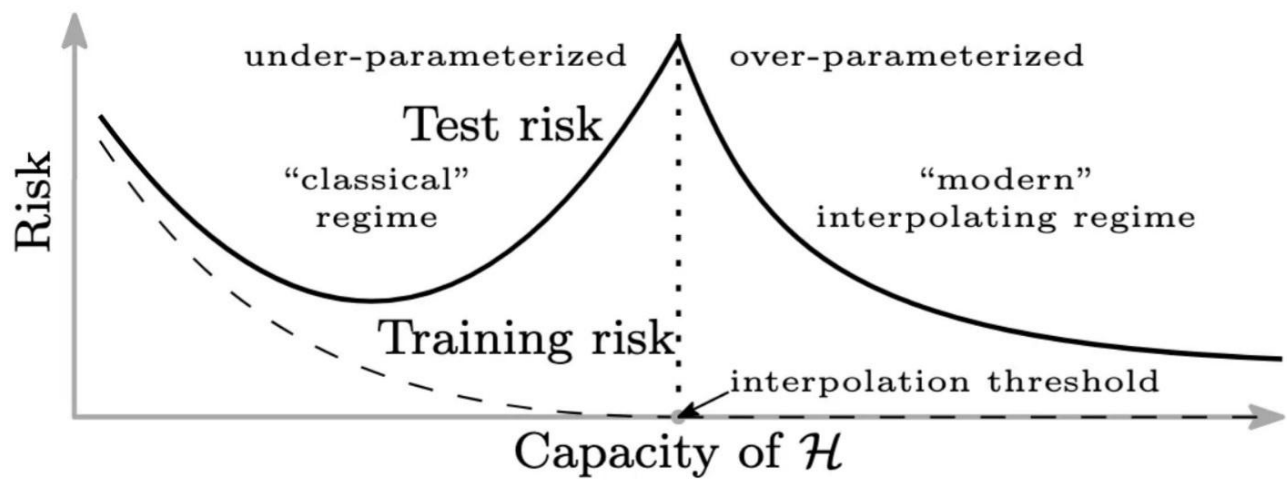 under-parameterized
over-parameterized
Test risk
“classical”
regime
“modern”
interpolating regime
Risk
Training risk
interpolation threshold
Capacity of ℋ